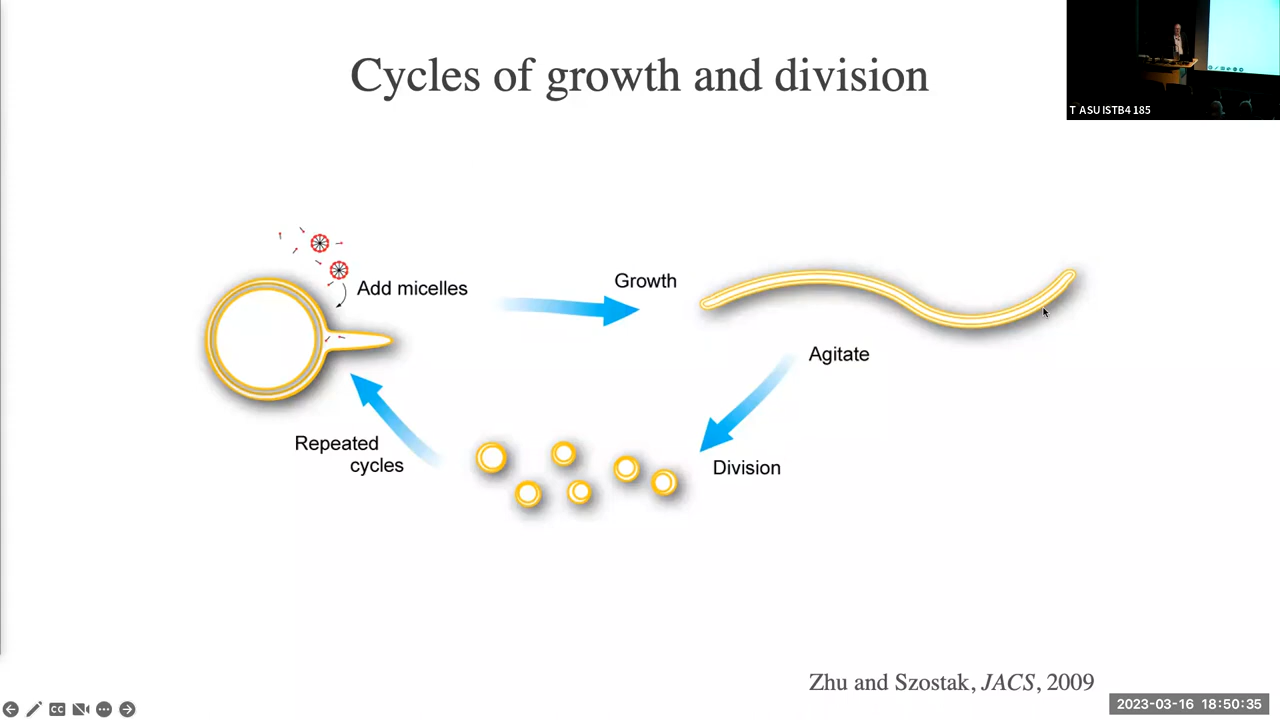 Cycles of growth and division
T ASU ISTB4 185
Add micelles
Growth
Agitate
Repeated
cycles
Division
Zhu and Szostak, JACS, 2009
CC
2023-03-16 18:50:35